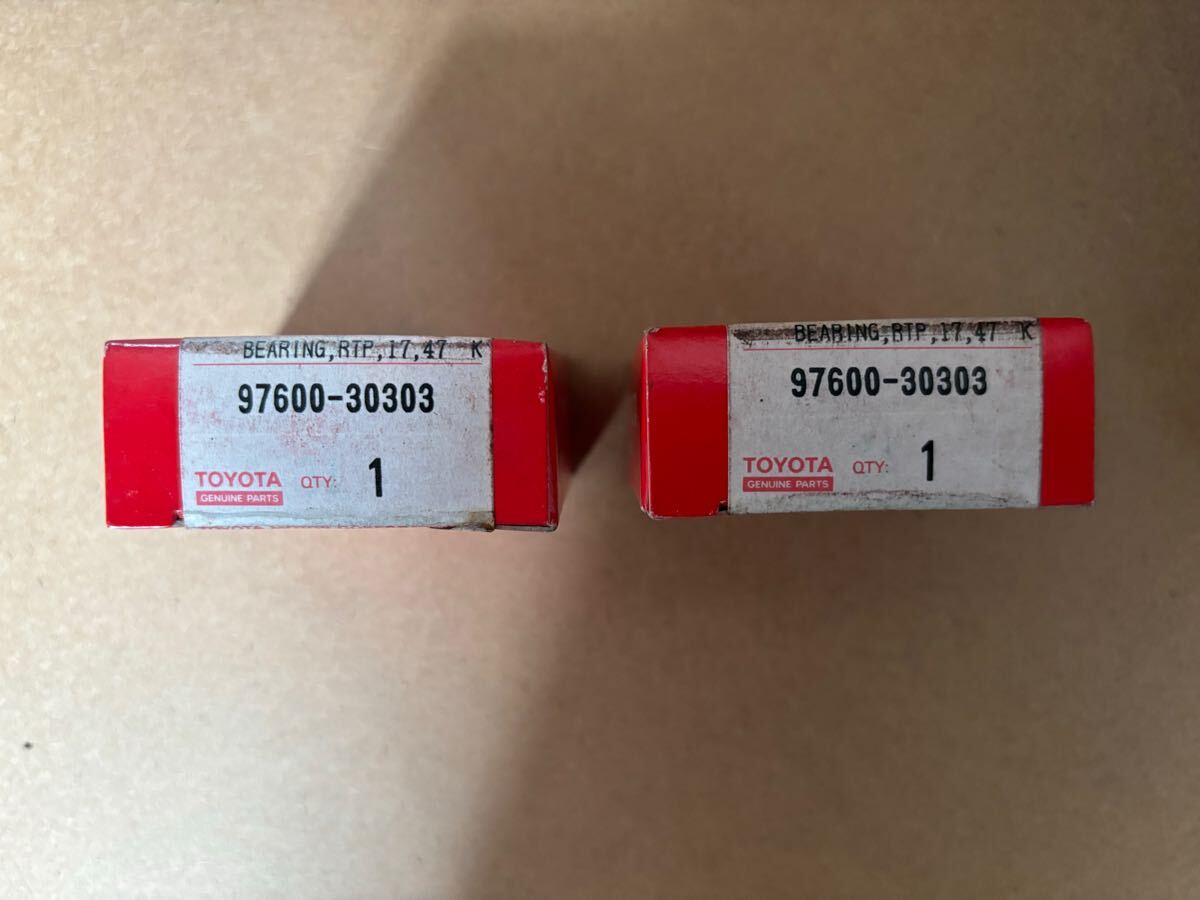 BEARING,RTP,17,47 K
97600-30303
TOYOTA
GENUINE PARTS
QTY: 1
BEARING,RTP,17,47 K
97600-30303
TOYOTA
GENUINE PARTS
QTY: 1